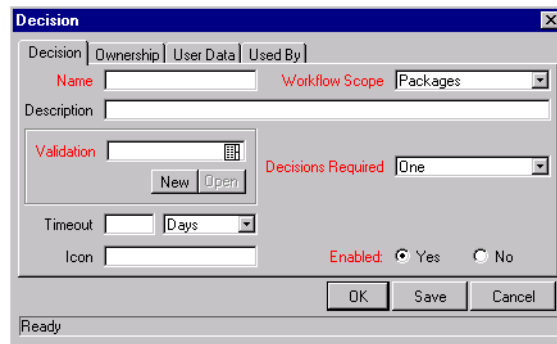 Decision
Decision Ownership User Data Used By
Name Workflow Scope Packages
Description
Validation
New Open
Decisions Required One
Timeout Days
Icon Enabled: Yes No
OK Save Cancel
Ready